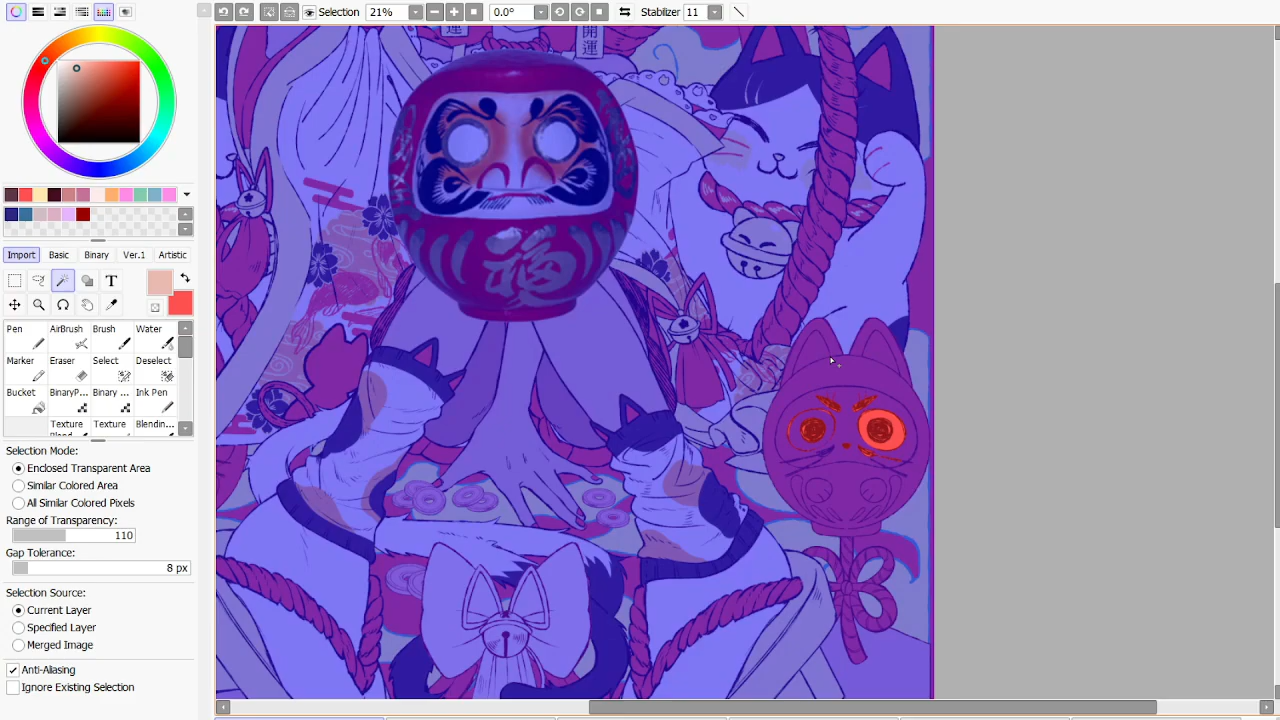 Selection
21%
0.0°
Stabilizer
11
運
開運
福
Import
Basic
Binary
Ver.1
Artistic
T
Pen
AirBrush
Brush
Water
Marker
Eraser
Select
Deselect
Bucket
BinaryP...
Binary ...
Ink Pen
Texture
Texture
Blendin...
Selection Mode:
Enclosed Transparent Area
Similar Colored Area
All Similar Colored Pixels
Range of Transparency:
110
Gap Tolerance:
8 px
Selection Source:
Current Layer
Specified Layer
Merged Image
Anti-Aliasing
Ignore Existing Selection